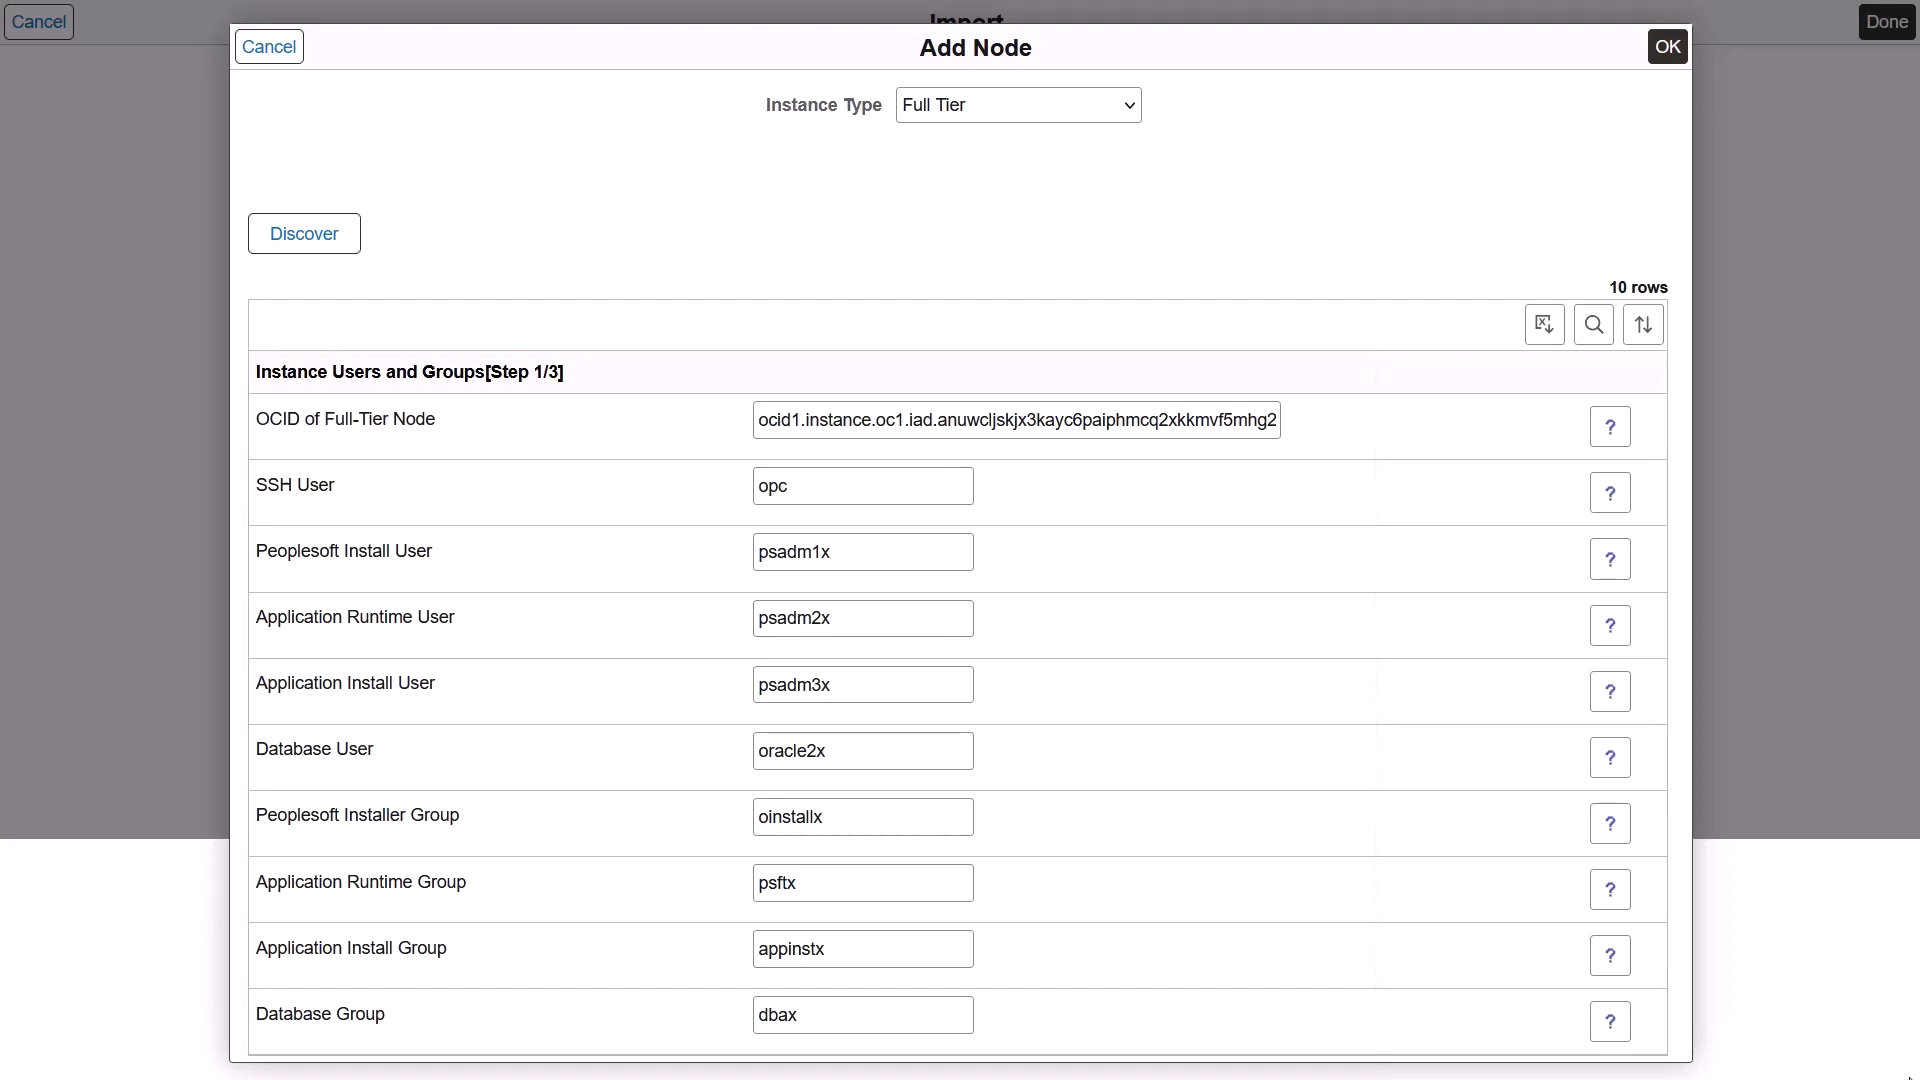 Cancel
Import
Done
Cancel
Add Node
OK
Instance Type
Full Tier
Discover
10 rows
Instance Users and Groups[Step 1/3]
OCID of Full-Tier Node
ocid1.instance.oc1.iad.anuwcljskjx3kayc6paiphmcq2xkkmvf5mhg2
?
SSH User
opc
?
Peoplesoft Install User
psadm1x
?
Application Runtime User
psadm2x
?
Application Install User
psadm3x
?
Database User
oracle2x
?
Peoplesoft Installer Group
oinstallx
?
Application Runtime Group
psftx
?
Application Install Group
appinstx
?
Database Group
dbax
?